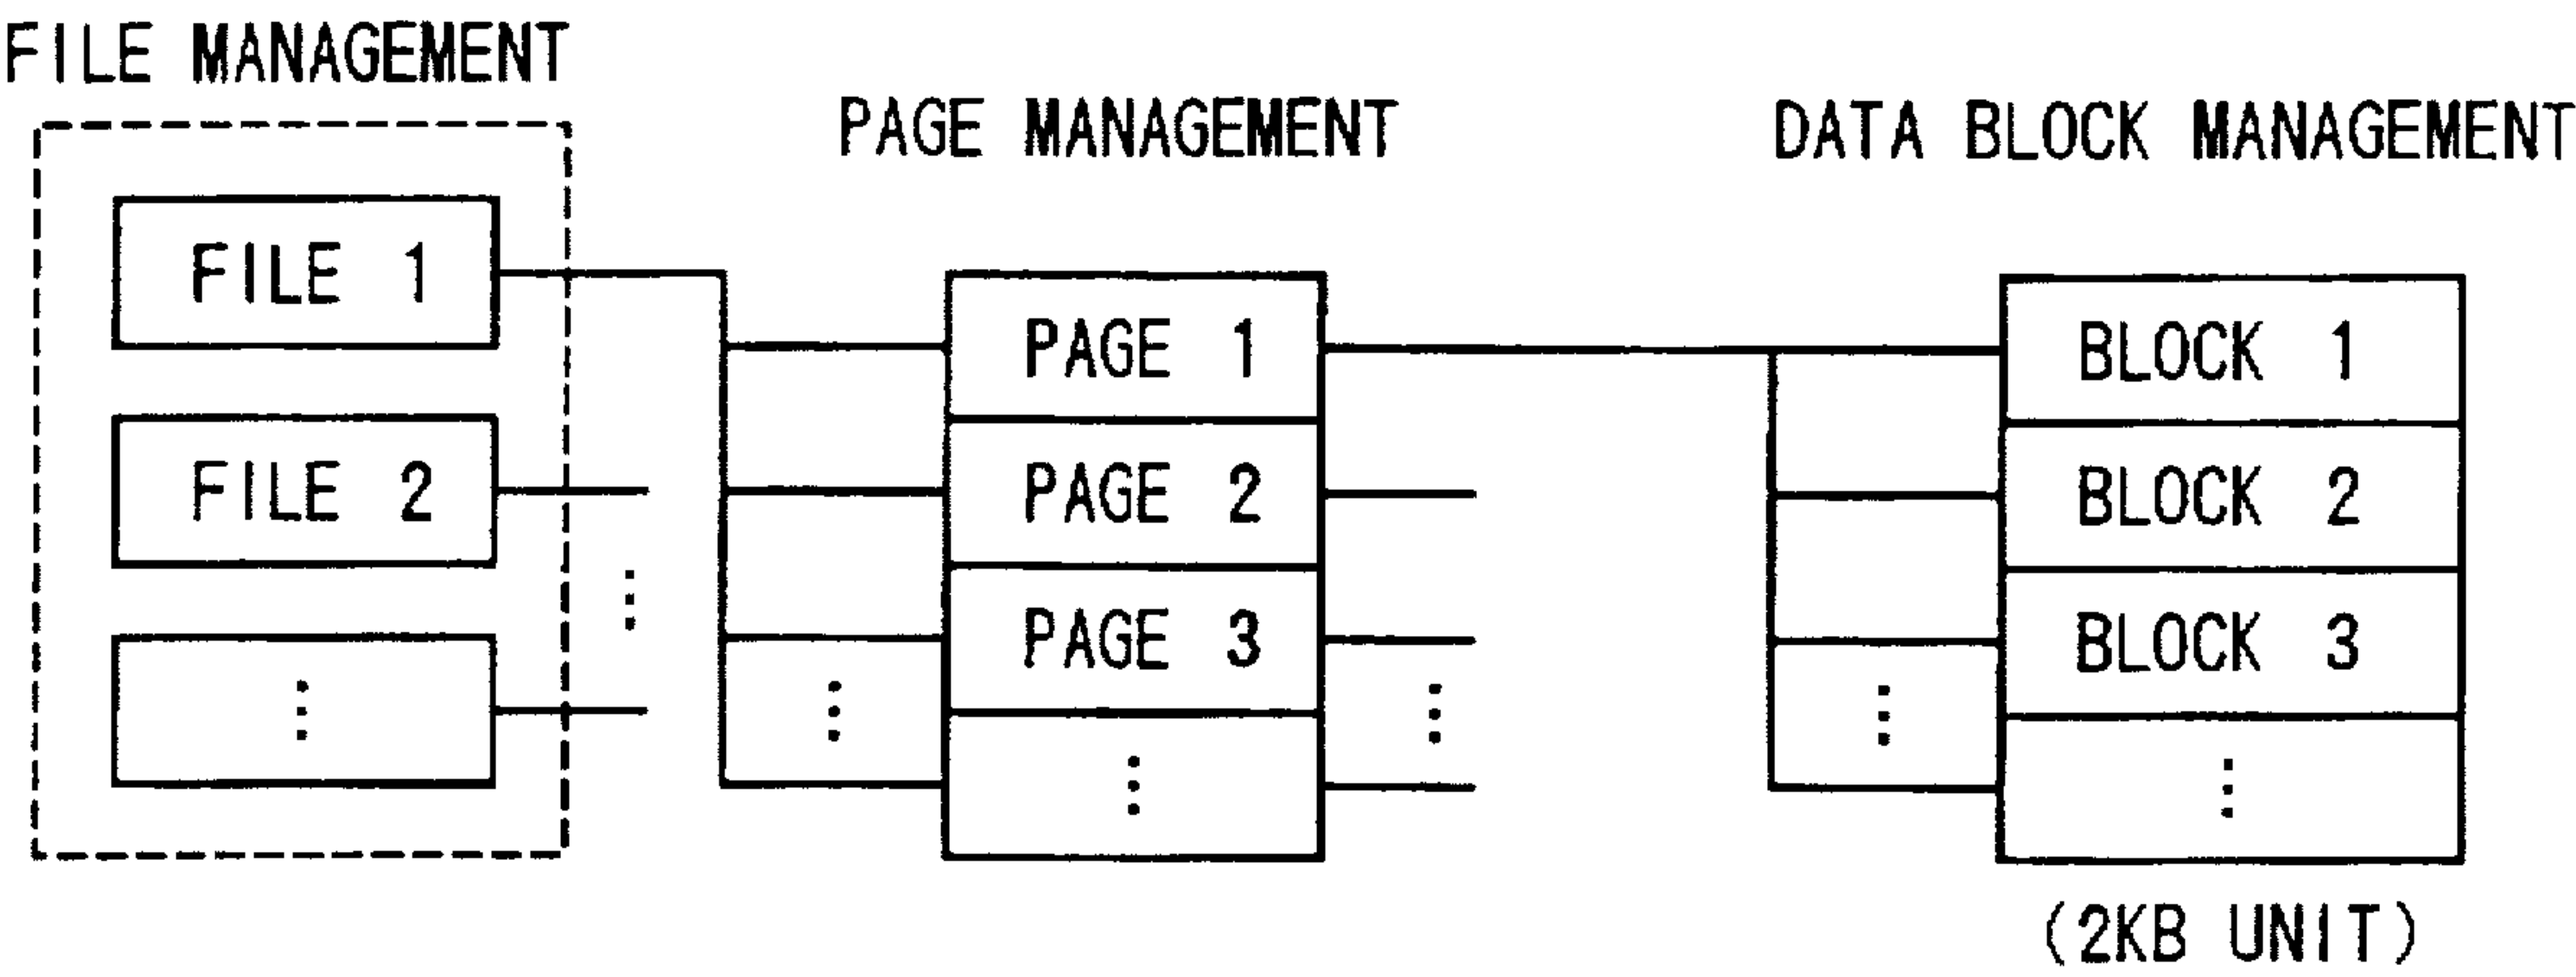 FILE MANAGEMENT
FILE 1
FILE 2
PAGE MANAGEMENT
PAGE 1
PAGE 2
PAGE 3
DATA BLOCK MANAGEMENT
BLOCK 1
BLOCK 2
BLOCK 3
(2KB UNIT)